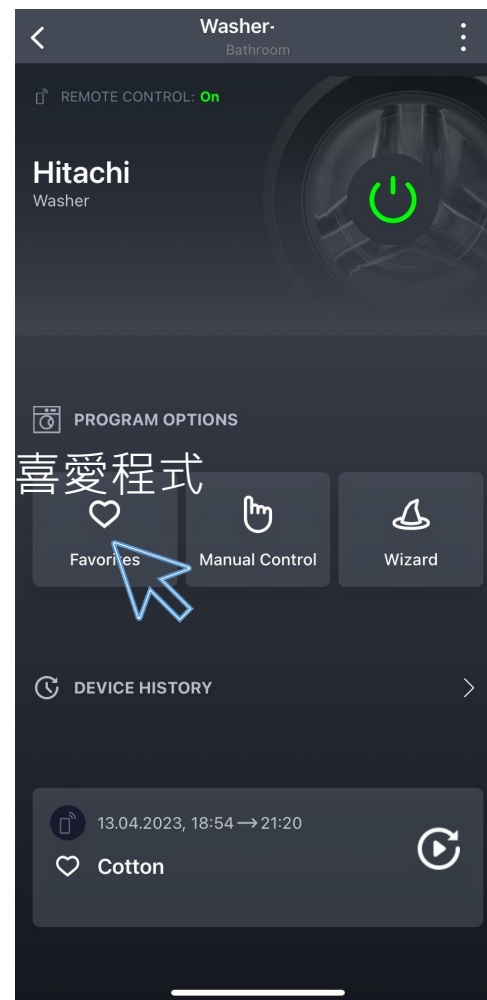 Washer-
Bathroom
REMOTE CONTROL: On
Hitachi
Washer
PROGRAM OPTIONS
喜愛程式
Favorites
Manual Control
Wizard
DEVICE HISTORY
13.04.2023, 18:54→21:20
Cotton